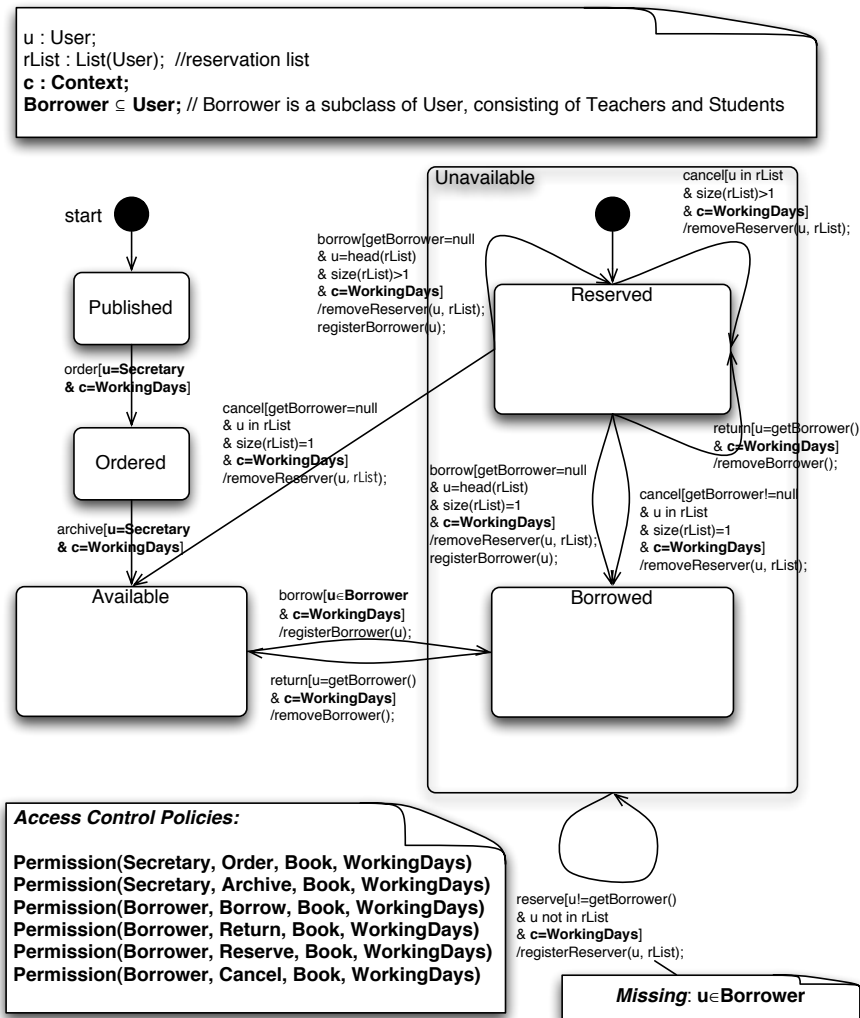 u : User;
rList : List(User); //reservation list
c : Context;
Borrower ⊆ User; // Borrower is a subclass of User, consisting of Teachers and Students
Unavailable
cancel[u in rList
& size(rList)>1
& c=WorkingDays]
/removeReserver(u, rList);
start
borrow[getBorrower=null
& u=head(rList)
& size(rList)>1
& c=WorkingDays]
/removeReserver(u, rList);
registerBorrower(u);
Published
Reserved
order[u=Secretary
& c=WorkingDays]
cancel[getBorrower=null
& u in rList
& size(rList)=1
& c=WorkingDays]
/removeReserver(u, rList);
return[u=getBorrower()
& c=WorkingDays]
/removeBorrower();
Ordered
borrow[getBorrower=null
& u=head(rList)
& size(rList)=1
& c=WorkingDays]
/removeReserver(u, rList);
registerBorrower(u);
cancel[getBorrower!=null
& u in rList
& size(rList)=1
& c=WorkingDays]
/removeReserver(u, rList);
archive[u=Secretary
& c=WorkingDays]
Available
borrow[u∈Borrower
& c=WorkingDays]
/registerBorrower(u);
Borrowed
return[u=getBorrower()
& c=WorkingDays]
/removeBorrower();
Access Control Policies:
Permission(Secretary, Order, Book, WorkingDays)
Permission(Secretary, Archive, Book, WorkingDays)
Permission(Borrower, Borrow, Book, WorkingDays)
Permission(Borrower, Return, Book, WorkingDays)
Permission(Borrower, Reserve, Book, WorkingDays)
Permission(Borrower, Cancel, Book, WorkingDays)
reserve[u!=getBorrower()
& u not in rList
& c=WorkingDays]
/registerReserver(u, rList);
Missing: u∈Borrower